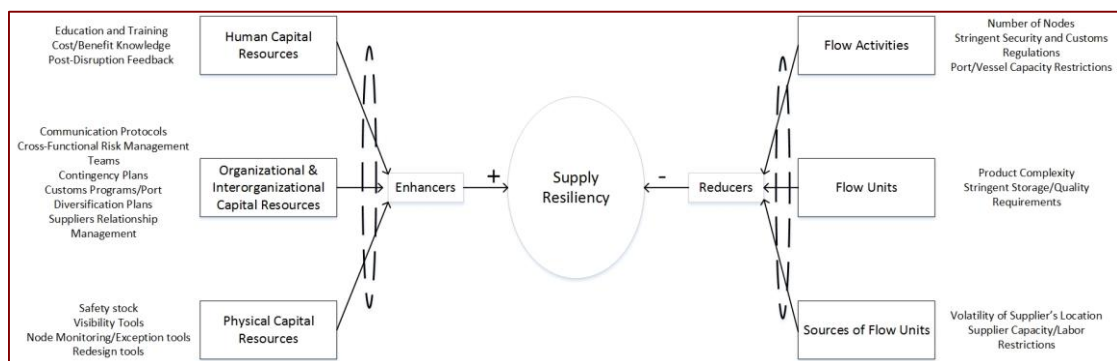 Education and Training
Cost/Benefit Knowledge
Post-Disruption Feedback
Human Capital
Resources
Communication Protocols
Cross-Functional Risk Management
Teams
Contingency Plans
Customs Programs/Port
Diversification Plans
Suppliers Relationship
Management
Organizational &
Interorganizational
Capital Resources
Safety stock
Visibility Tools
Node Monitoring/Exception tools
Redesign tools
Physical Capital
Resources
Enhancers
+
Supply
Resiliency
-
Reducers
Flow Activities
Number of Nodes
Stringent Security and Customs
Regulations
Port/Vessel Capacity Restrictions
Flow Units
Product Complexity
Stringent Storage/Quality
Requirements
Sources of Flow Units
Volatility of Supplier's Location
Supplier Capacity/Labor
Restrictions